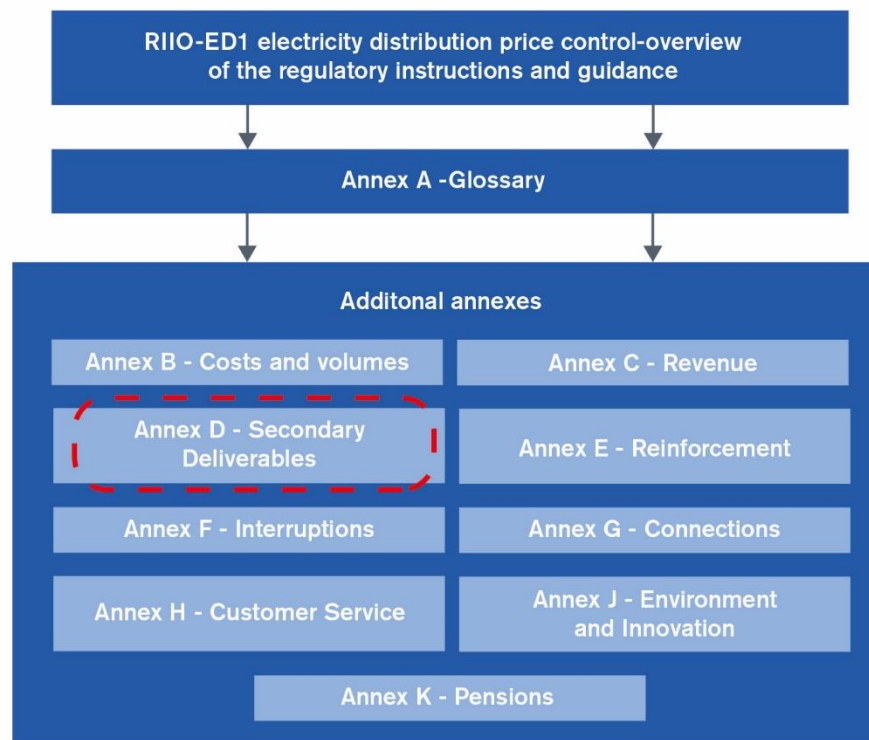 RIIO-ED1 electricity distribution price control-overview
of the regulatory instructions and guidance
Annex A -Glossary
Additonal annexes
Annex B - Costs and volumes
Annex C - Revenue
Annex D - Secondary
Deliverables
Annex E - Reinforcement
Annex F - Interruptions
Annex G - Connections
Annex H - Customer Service
Annex J - Environment
and Innovation
Annex K - Pensions